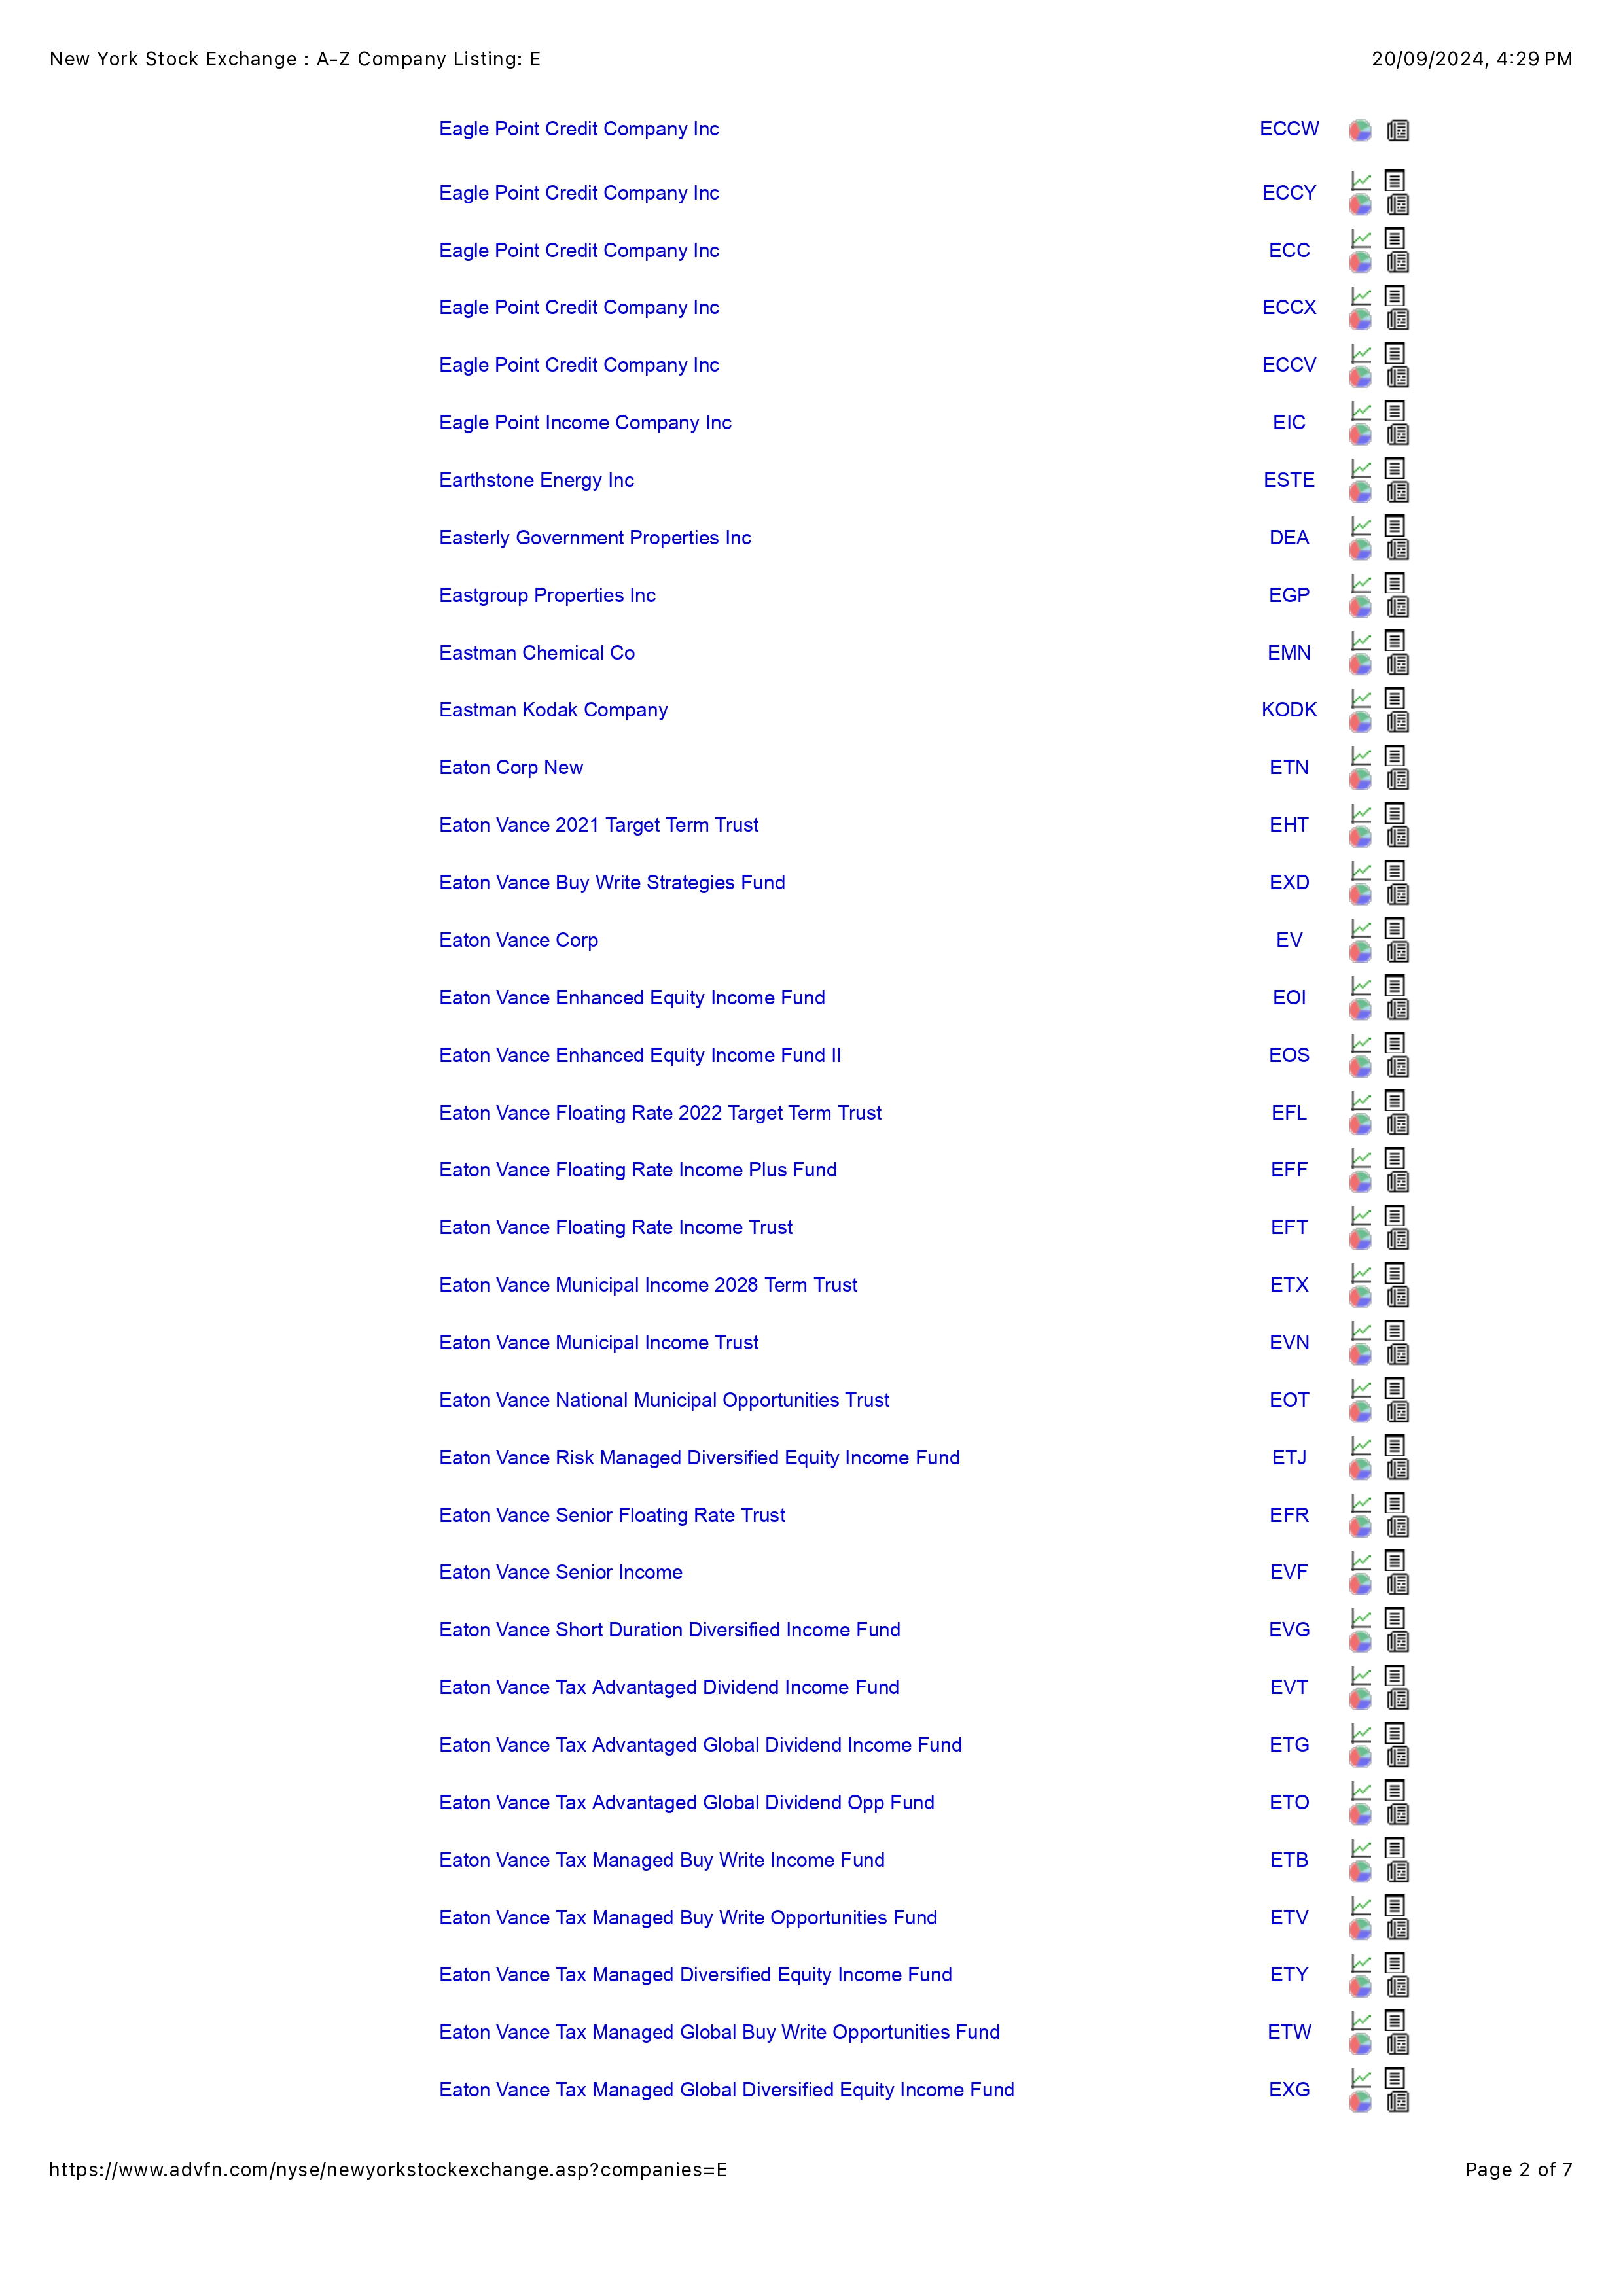 New York Stock Exchange : A-Z Company Listing: E 20/09/2024, 4:29 PM
Eagle Point Credit Company Inc ECCW
Eagle Point Credit Company Inc ECCY
Eagle Point Credit Company Inc ECC
Eagle Point Credit Company Inc ECCX
Eagle Point Credit Company Inc ECCV
Eagle Point Income Company Inc EIC
Earthstone Energy Inc ESTE
Easterly Government Properties Inc DEA
Eastgroup Properties Inc EGP
Eastman Chemical Co EMN
Eastman Kodak Company KODK
Eaton Corp New ETN
Eaton Vance 2021 Target Term Trust EHT
Eaton Vance Buy Write Strategies Fund EXD
Eaton Vance Corp EV
Eaton Vance Enhanced Equity Income Fund EOI
Eaton Vance Enhanced Equity Income Fund II EOS
Eaton Vance Floating Rate 2022 Target Term Trust EFL
Eaton Vance Floating Rate Income Plus Fund EFF
Eaton Vance Floating Rate Income Trust EFT
Eaton Vance Municipal Income 2028 Term Trust ETX
Eaton Vance Municipal Income Trust EVN
Eaton Vance National Municipal Opportunities Trust EOT
Eaton Vance Risk Managed Diversified Equity Income Fund ETJ
Eaton Vance Senior Floating Rate Trust EFR
Eaton Vance Senior Income EVF
Eaton Vance Short Duration Diversified Income Fund EVG
Eaton Vance Tax Advantaged Dividend Income Fund EVT
Eaton Vance Tax Advantaged Global Dividend Income Fund ETG
Eaton Vance Tax Advantaged Global Dividend Opp Fund ETO
Eaton Vance Tax Managed Buy Write Income Fund ETB
Eaton Vance Tax Managed Buy Write Opportunities Fund ETV
Eaton Vance Tax Managed Diversified Equity Income Fund ETY
Eaton Vance Tax Managed Global Buy Write Opportunities Fund ETW
Eaton Vance Tax Managed Global Diversified Equity Income Fund EXG
https://www.advfn.com/nyse/newyorkstockexchange.asp?companies=E Page 2 of 7